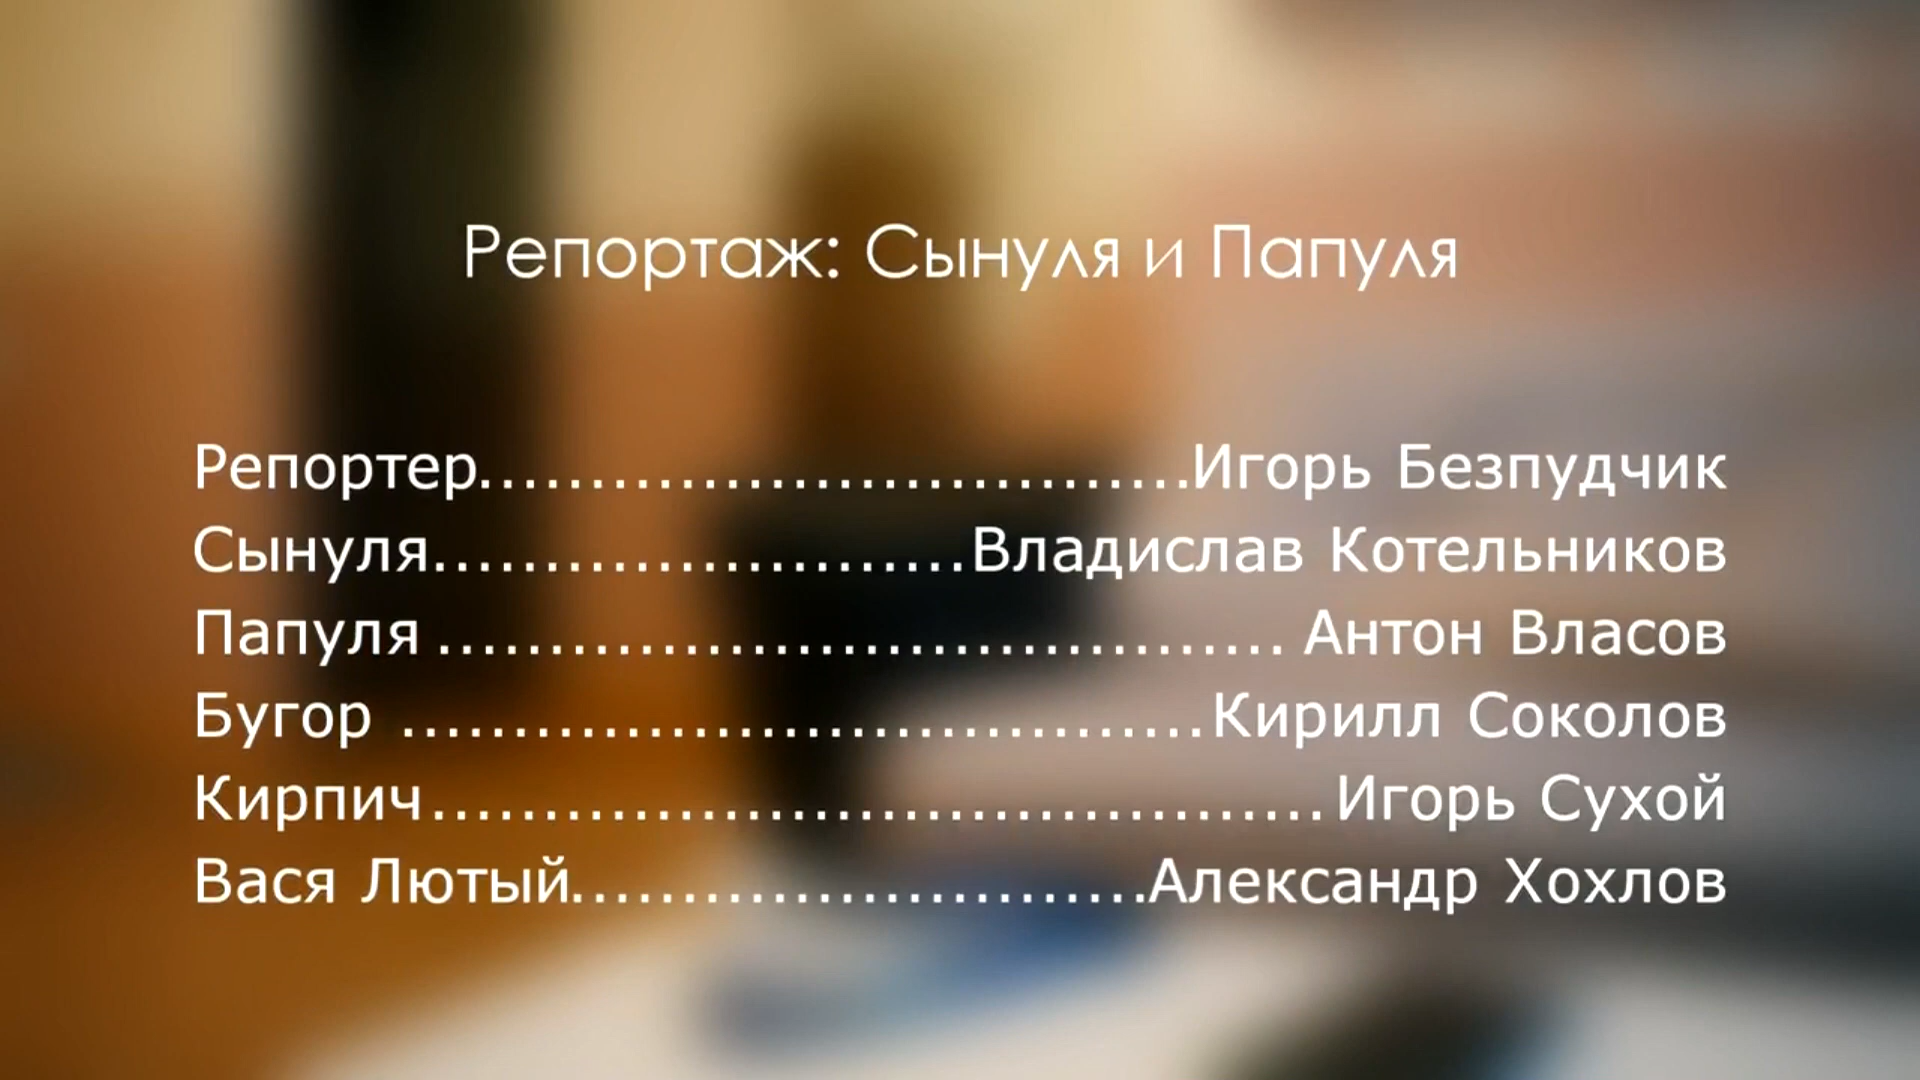 Репортаж: Сынуля и Папуля
Репортер................................Игорь Безпудчик
Сынуля........................Владислав Котельников
Папуля ...................................... Антон Власов
Бугор ....................................Кирилл Соколов
Кирпич........................................Игорь Сухой
Вася Лютый..........................Александр Хохлов